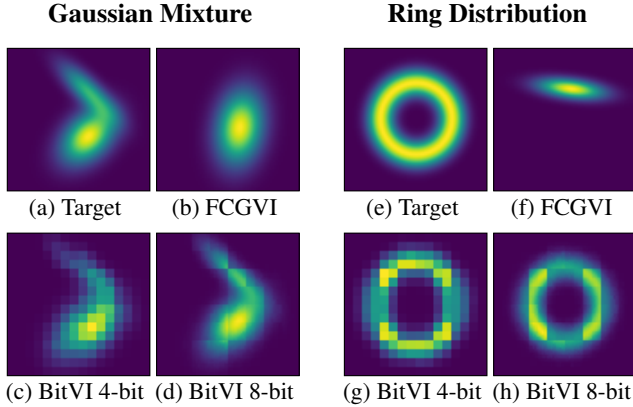 Gaussian Mixture
Ring Distribution
(a) Target
(b) FCGVI
(e) Target
(f) FCGVI
(c) BitVI 4-bit
(d) BitVI 8-bit
(g) BitVI 4-bit
(h) BitVI 8-bit